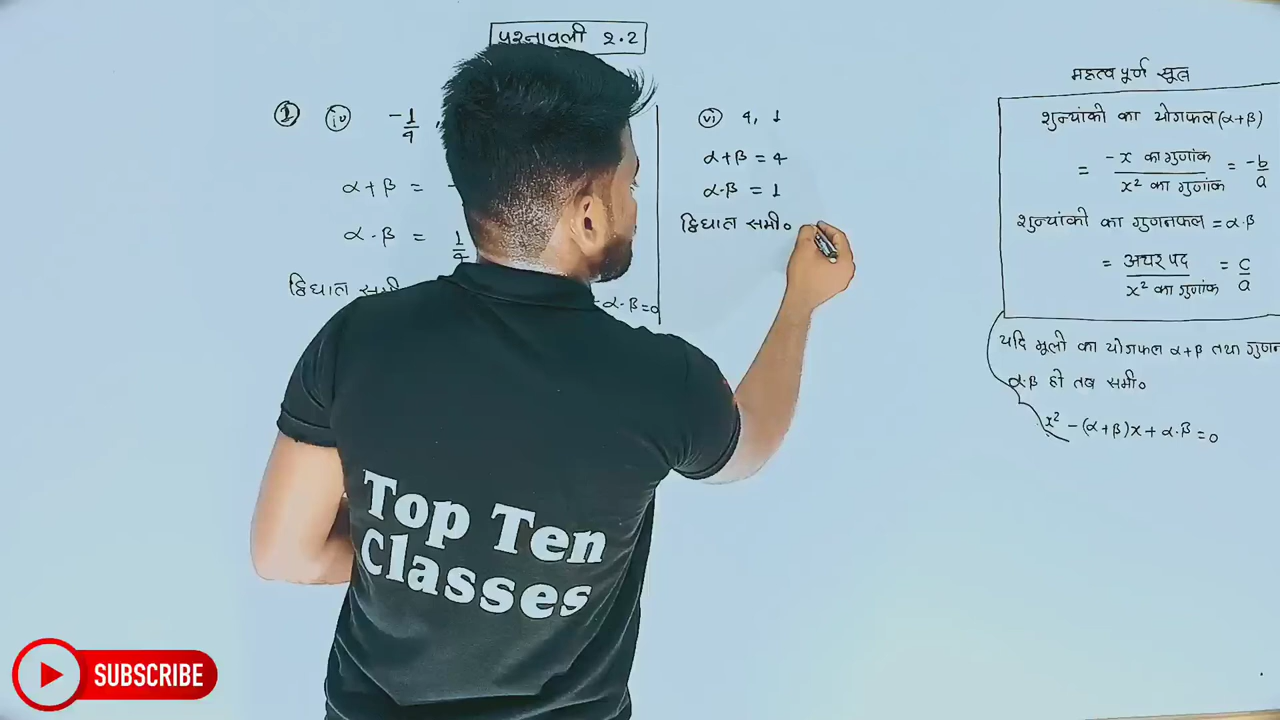 प्रश्नावली 2.2
① iv -1/4,
α+β = -
α·β = 1/4
द्विघात समी०
-α·β=0
vi 4, 1
α+β = 4
α·β = 1
द्विघात समी०
महत्वपूर्ण सूत्र
शुन्यांको का योगफल(α+β)
= -x का गुणांक / x² का गुणांक = -b/a
शुन्यांको का गुणनफल = α·β
= अचर पद / x² का गुणांक = c/a
यदि मूलो का योगफल α+β तथा गुणन
α·β हो तब समी०
x² - (α+β)x + α·β = 0
Top Ten
Classes
SUBSCRIBE